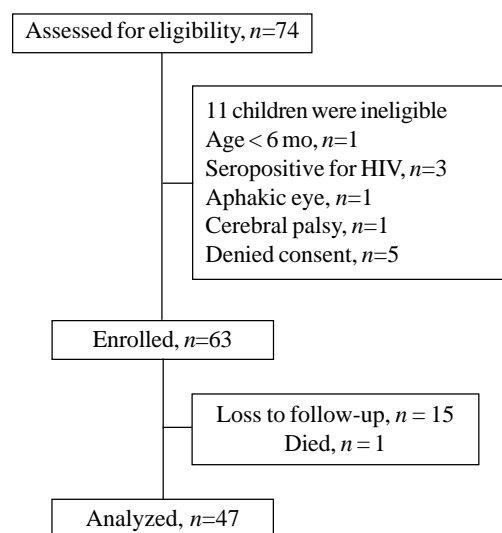 Assessed for eligibility, n=74
11 children were ineligible
Age < 6 mo, n=1
Seropositive for HIV, n=3
Aphakic eye, n=1
Cerebral palsy, n=1
Denied consent, n=5
Enrolled, n=63
Loss to follow-up, n = 15
Died, n = 1
Analyzed, n=47